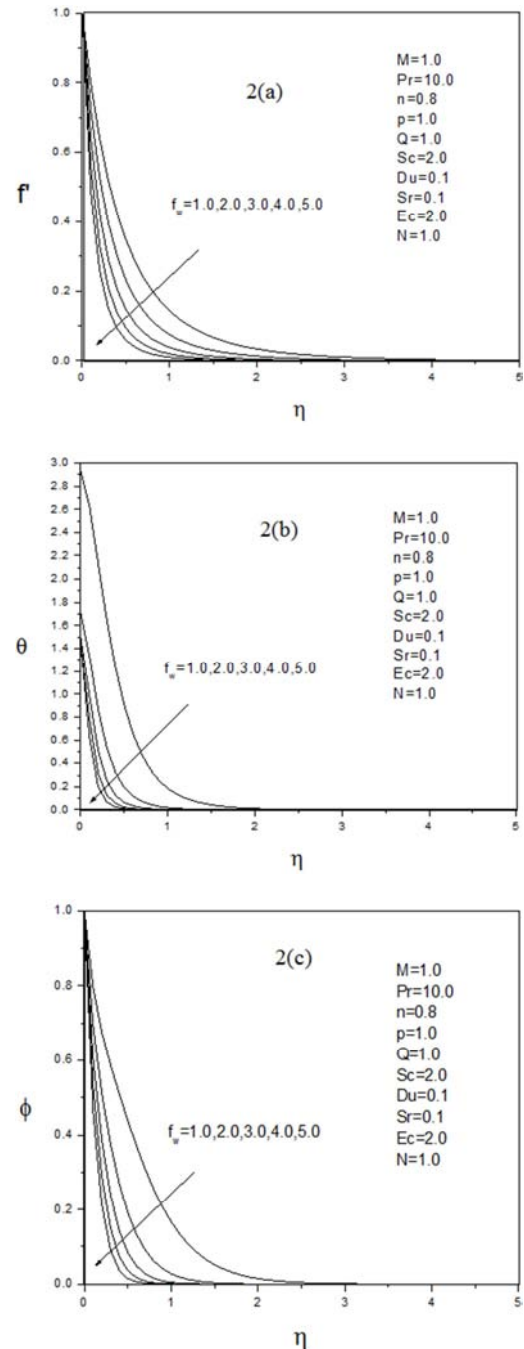 1.0
0.8
0.6
0.4
0.2
0.0
f'
2(a)
M=1.0
Pr=10.0
n=0.8
p=1.0
Q=1.0
Sc=2.0
Du=0.1
Sr=0.1
Ec=2.0
N=1.0
f_w=1.0,2.0,3.0,4.0,5.0
0 1 2 3 4 5
η
3.0
2.8
2.6
2.4
2.2
2.0
1.8
1.6
1.4
1.2
1.0
0.8
0.6
0.4
0.2
0.0
θ
2(b)
M=1.0
Pr=10.0
n=0.8
p=1.0
Q=1.0
Sc=2.0
Du=0.1
Sr=0.1
Ec=2.0
N=1.0
f_w=1.0,2.0,3.0,4.0,5.0
0 1 2 3 4 5
η
1.0
0.8
0.6
0.4
0.2
0.0
ϕ
2(c)
M=1.0
Pr=10.0
n=0.8
p=1.0
Q=1.0
Sc=2.0
Du=0.1
Sr=0.1
Ec=2.0
N=1.0
f_w=1.0,2.0,3.0,4.0,5.0
0 1 2 3 4 5
η